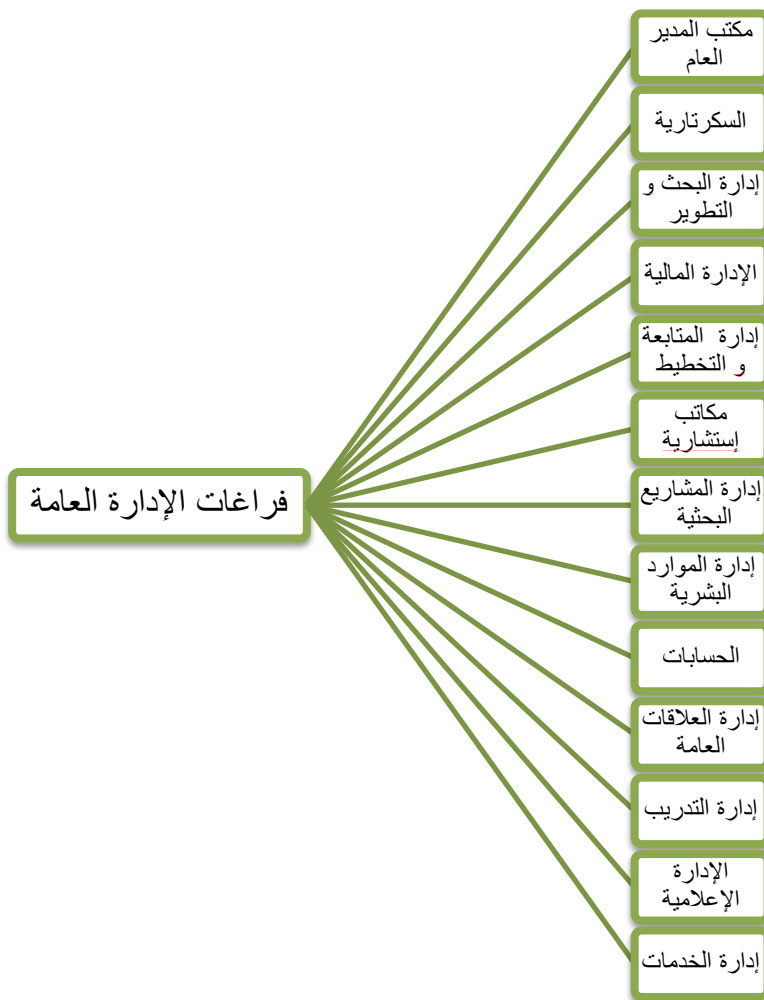 مكتب المدير
العام
السكرتارية
إدارة البحث و
التطوير
الإدارة المالية
إدارة المتابعة
و التخطيط
مكاتب
إستشارية
فراغات الإدارة العامة
إدارة المشاريع
البحثية
إدارة الموارد
البشرية
الحسابات
إدارة العلاقات
العامة
إدارة التدريب
الإدارة
الإعلامية
إدارة الخدمات